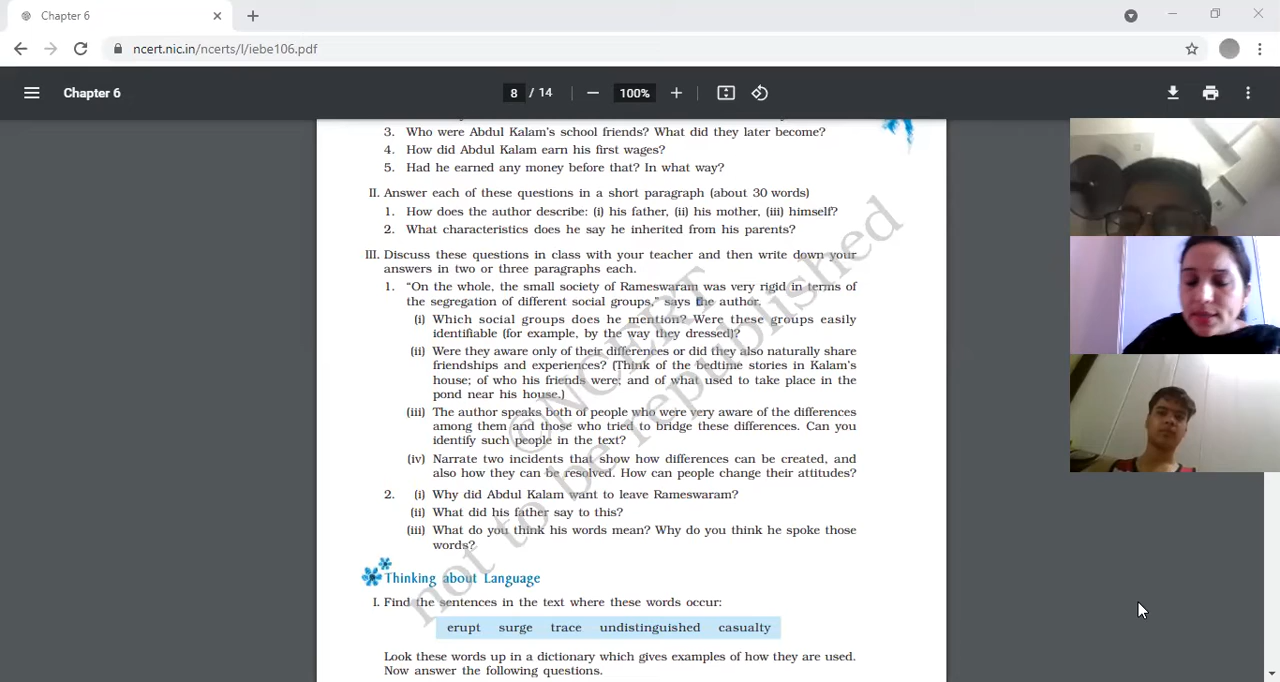 Chapter 6
ncert.nic.in/ncerts/l/iebe106.pdf
Chapter 6
8 / 14
100%
3. Who were Abdul Kalam's school friends? What did they later become?
4. How did Abdul Kalam earn his first wages?
5. Had he earned any money before that? In what way?
II. Answer each of these questions in a short paragraph (about 30 words)
1. How does the author describe: (i) his father, (ii) his mother, (iii) himself?
2. What characteristics does he say he inherited from his parents?
III. Discuss these questions in class with your teacher and then write down your
answers in two or three paragraphs each.
1. “On the whole, the small society of Rameswaram was very rigid in terms of
the segregation of different social groups,” says the author.
(i) Which social groups does he mention? Were these groups easily
identifiable (for example, by the way they dressed)?
(ii) Were they aware only of their differences or did they also naturally share
friendships and experiences? (Think of the bedtime stories in Kalam's
house; of who his friends were; and of what used to take place in the
pond near his house.)
(iii) The author speaks both of people who were very aware of the differences
among them and those who tried to bridge these differences. Can you
identify such people in the text?
(iv) Narrate two incidents that show how differences can be created, and
also how they can be resolved. How can people change their attitudes?
2. (i) Why did Abdul Kalam want to leave Rameswaram?
(ii) What did his father say to this?
(iii) What do you think his words mean? Why do you think he spoke those
words?
Thinking about Language
I. Find the sentences in the text where these words occur:
erupt surge trace undistinguished casualty
Look these words up in a dictionary which gives examples of how they are used.
Now answer the following questions.
©NCERT
not to be republished